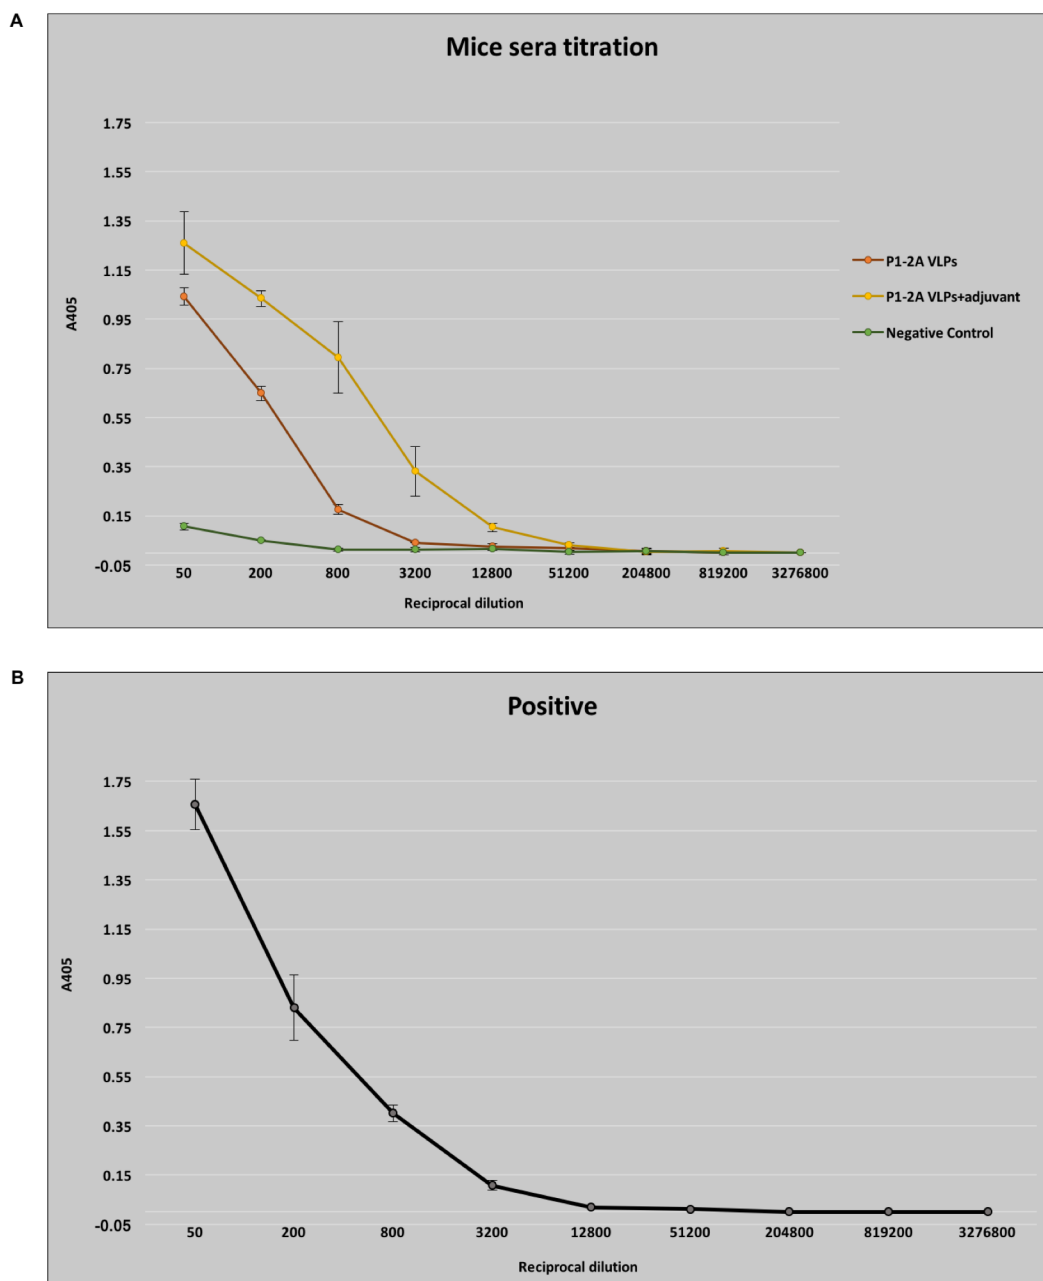 A
Mice sera titration
1.75
1.55
1.35
1.15
0.95
0.75
0.55
0.35
0.15
-0.05
A405
50 200 800 3200 12800 51200 204800 819200 3276800
Reciprocal dilution
P1-2A VLPs
P1-2A VLPs+adjuvant
Negative Control
B
Positive
1.75
1.55
1.35
1.15
0.95
0.75
0.55
0.35
0.15
-0.05
A405
50 200 800 3200 12800 51200 204800 819200 3276800
Reciprocal dilution